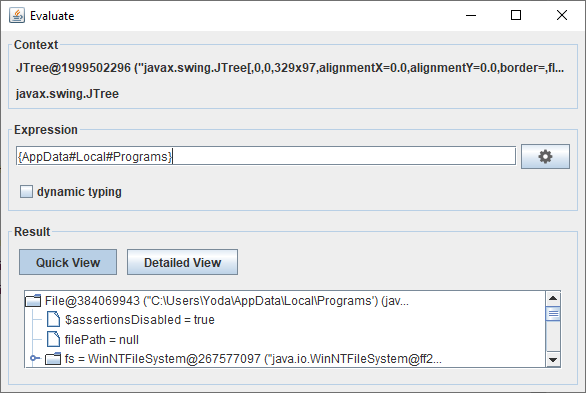 Evaluate
Context
JTree@1999502296 ("javax.swing.JTree[,0,0,329x97,alignmentX=0.0,alignmentY=0.0,border=,fl...
javax.swing.JTree
Expression
{AppData#Local#Programs}
dynamic typing
Result
Quick View Detailed View
File@384069943 ("C:\Users\Yoda\AppData\Local\Programs") (jav...
$assertionsDisabled = true
filePath = null
fs = WinNTFileSystem@267577097 ("java.io.WinNTFileSystem@ff2...